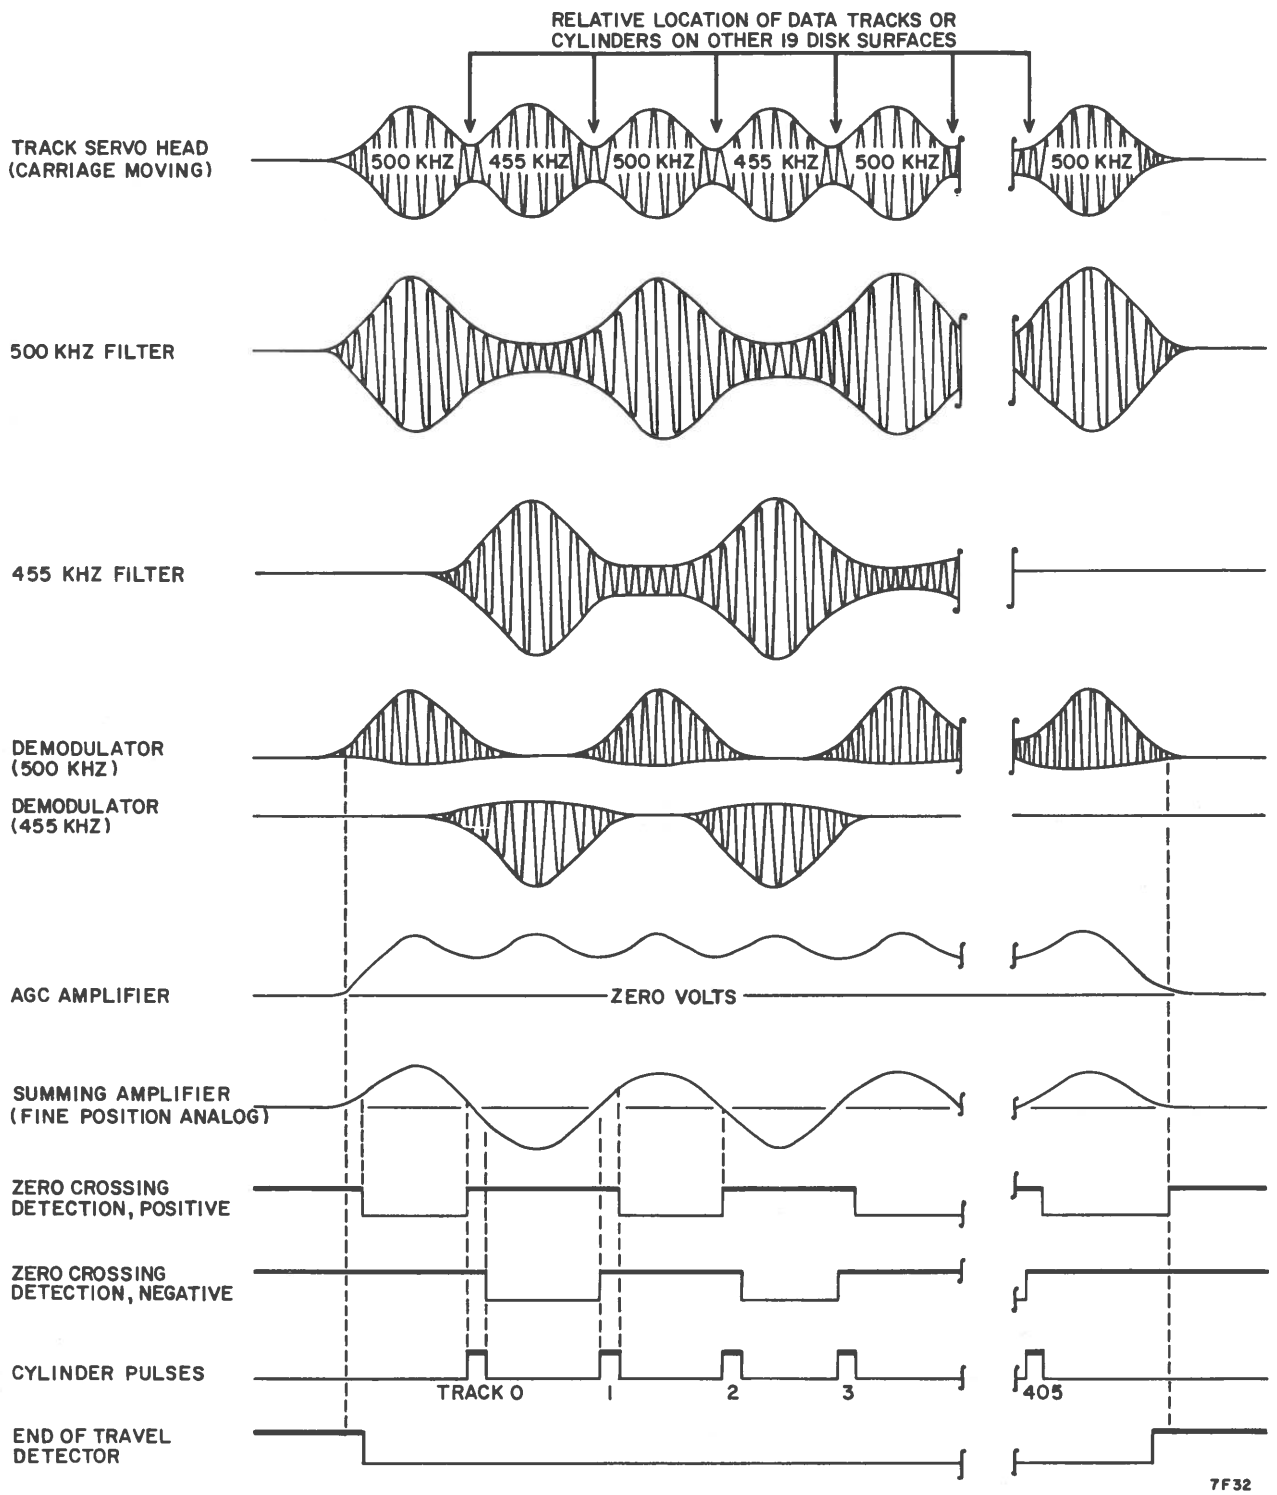 RELATIVE LOCATION OF DATA TRACKS OR
CYLINDERS ON OTHER 19 DISK SURFACES
TRACK SERVO HEAD
(CARRIAGE MOVING)
500 KHZ 455 KHZ 500 KHZ 455 KHZ 500 KHZ 500 KHZ
500 KHZ FILTER
455 KHZ FILTER
DEMODULATOR
(500 KHZ)
DEMODULATOR
(455 KHZ)
AGC AMPLIFIER
ZERO VOLTS
SUMMING AMPLIFIER
(FINE POSITION ANALOG)
ZERO CROSSING
DETECTION, POSITIVE
ZERO CROSSING
DETECTION, NEGATIVE
CYLINDER PULSES
TRACK 0 1 2 3 405
END OF TRAVEL
DETECTOR
7F32